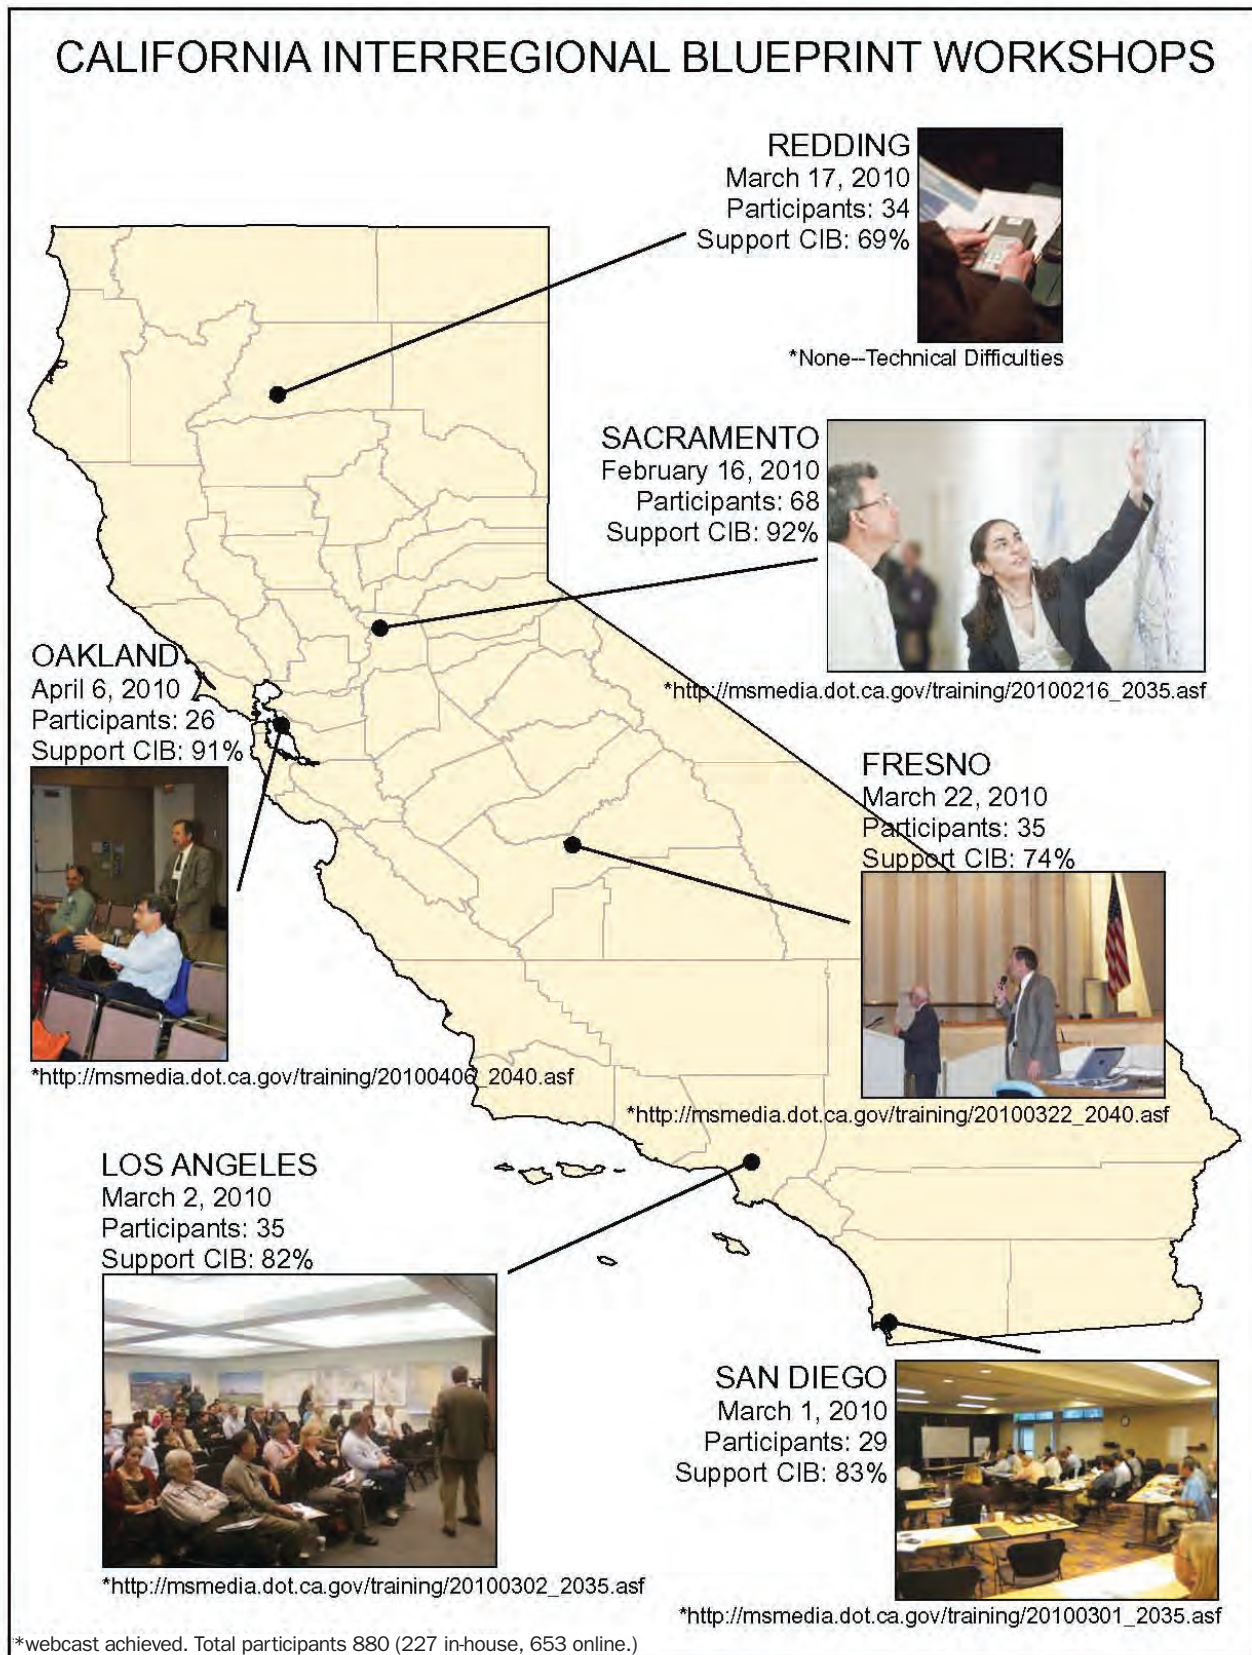 CALIFORNIA INTERREGIONAL BLUEPRINT WORKSHOPS
REDDING
March 17, 2010
Participants: 34
Support CIB: 69%
*None--Technical Difficulties
SACRAMENTO
February 16, 2010
Participants: 68
Support CIB: 92%
*http://msmedia.dot.ca.gov/training/20100216_2035.asf
OAKLAND
April 6, 2010
Participants: 26
Support CIB: 91%
*http://msmedia.dot.ca.gov/training/20100406_2040.asf
FRESNO
March 22, 2010
Participants: 35
Support CIB: 74%
*http://msmedia.dot.ca.gov/training/20100322_2040.asf
LOS ANGELES
March 2, 2010
Participants: 35
Support CIB: 82%
*http://msmedia.dot.ca.gov/training/20100302_2035.asf
SAN DIEGO
March 1, 2010
Participants: 29
Support CIB: 83%
*http://msmedia.dot.ca.gov/training/20100301_2035.asf
*webcast achieved. Total participants 880 (227 in-house, 653 online.)